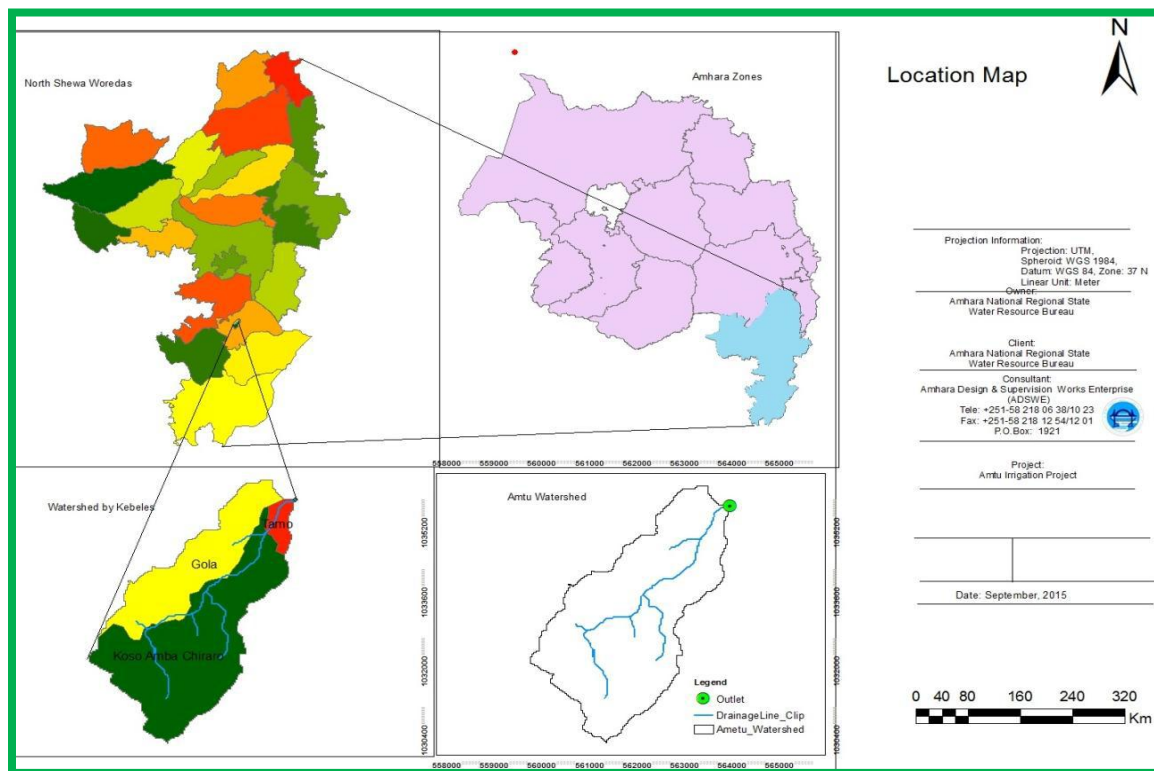 North Shewa Woredas
Amhara Zones
N
Location Map
Projection Information:
Projection: UTM,
Spheroid: WGS 1984,
Datum: WGS 84, Zone: 37 N
Linear Unit: Meter
Owner:
Amhara National Regional State
Water Resource Bureau
Client:
Amhara National Regional State
Water Resource Bureau
Consultant:
Amhara Design & Supervision Works Enterprise
(ADSWE)
Tele: +251-58 218 06 38/10 23
Fax: +251-58 218 12 54/12 01
P.O.Box: 1921
Project:
Amtu Irrigation Project
Date: September, 2015
0 40 80 160 240 320
Km
Watershed by Kebeles
Tamo
Gola
Koso Amba Chiraro
558000 559000 560000 561000 562000 563000 564000 565000
1035200
1033600
1032000
1030400
Amtu Watershed
Legend
Outlet
DrainageLine_Clip
Ametu_Watershed
1035200
1033600
1032000
1030400
558000 559000 560000 561000 562000 563000 564000 565000